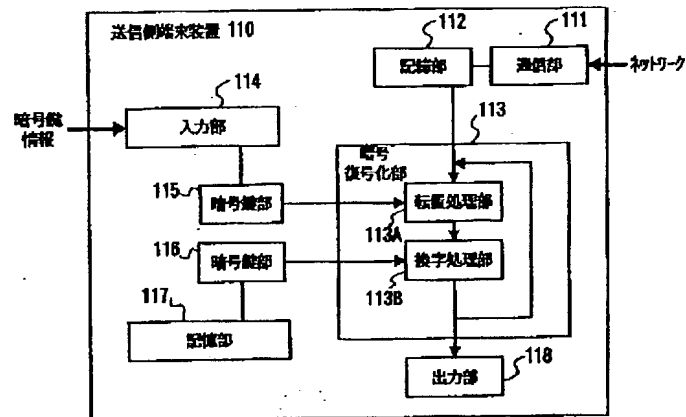 送信側端末装置 110
112
111
記録部
通信部
ネットワーク
114
暗号鍵
情報
入力部
113
暗号
復号化部
115
暗号鍵部
転置処理部
113A
116
暗号鍵部
換字処理部
113B
117
記憶部
出力部
118